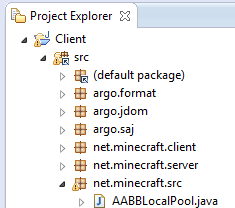 Project Explorer
Client
src
(default package)
argo.format
argo.jdom
argo.saj
net.minecraft.client
net.minecraft.server
net.minecraft.src
AABBLocalPool.java